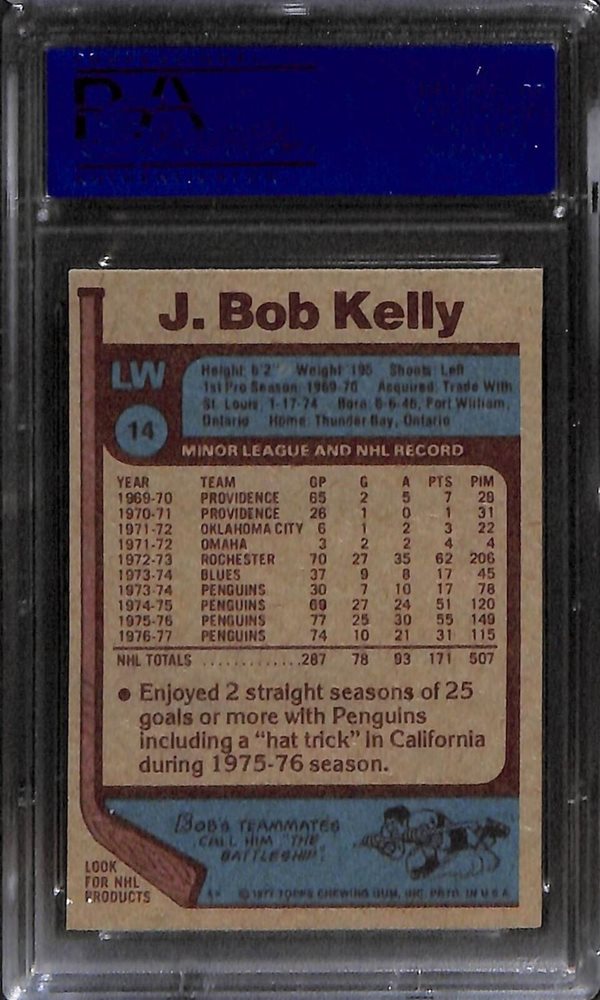 PSA
J. Bob Kelly
LW
14
Height: 6'2" Weight: 195 Shoots: Left
1st Pro Season: 1969-70 Acquired: Trade With
St. Louis, 1-17-74 Born: 6-6-46, Fort William,
Ontario Home: Thunder Bay, Ontario
MINOR LEAGUE AND NHL RECORD
YEAR TEAM GP G A PTS PIM
1969-70 PROVIDENCE 65 2 5 7 29
1970-71 PROVIDENCE 26 1 0 1 31
1971-72 OKLAHOMA CITY 6 1 2 3 22
1971-72 OMAHA 3 2 2 4 4
1972-73 ROCHESTER 70 27 35 62 206
1973-74 BLUES 37 9 8 17 45
1973-74 PENGUINS 30 7 10 17 78
1974-75 PENGUINS 69 27 24 51 120
1975-76 PENGUINS 77 25 30 55 149
1976-77 PENGUINS 74 10 21 31 115
NHL TOTALS .............287 78 93 171 507
● Enjoyed 2 straight seasons of 25
goals or more with Penguins
including a "hat trick" in California
during 1975-76 season.
BOB'S TEAMMATES
CALL HIM "THE
BATTLESHIP."
LOOK
FOR NHL
PRODUCTS
© 1977 TOPPS CHEWING GUM, INC. PRTD. IN U.S.A.